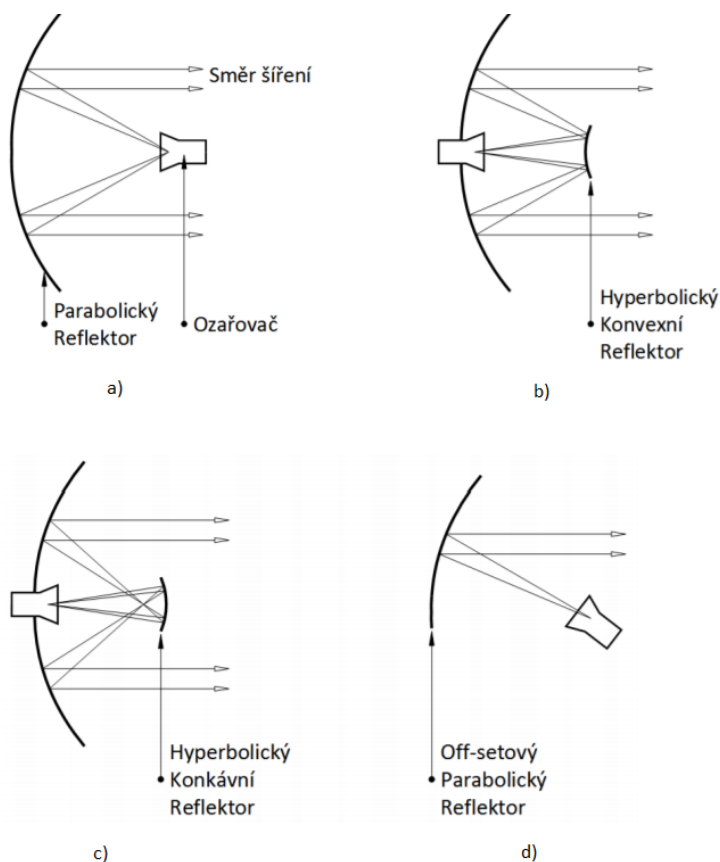 Směr šíření
Parabolický
Reflektor
Ozařovač
a)
Hyperbolický
Konvexní
Reflektor
b)
Hyperbolický
Konkávní
Reflektor
c)
Off-setový
Parabolický
Reflektor
d)